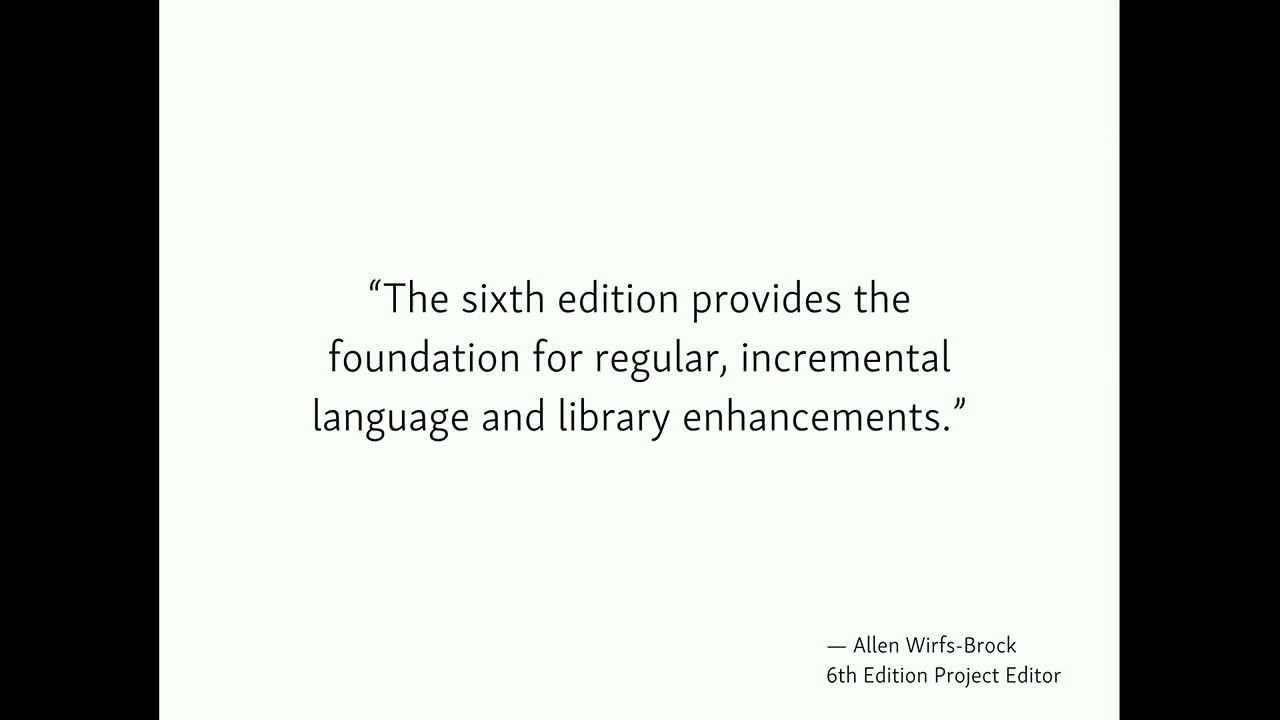 “The sixth edition provides the
foundation for regular, incremental
language and library enhancements.”
— Allen Wirfs-Brock
6th Edition Project Editor